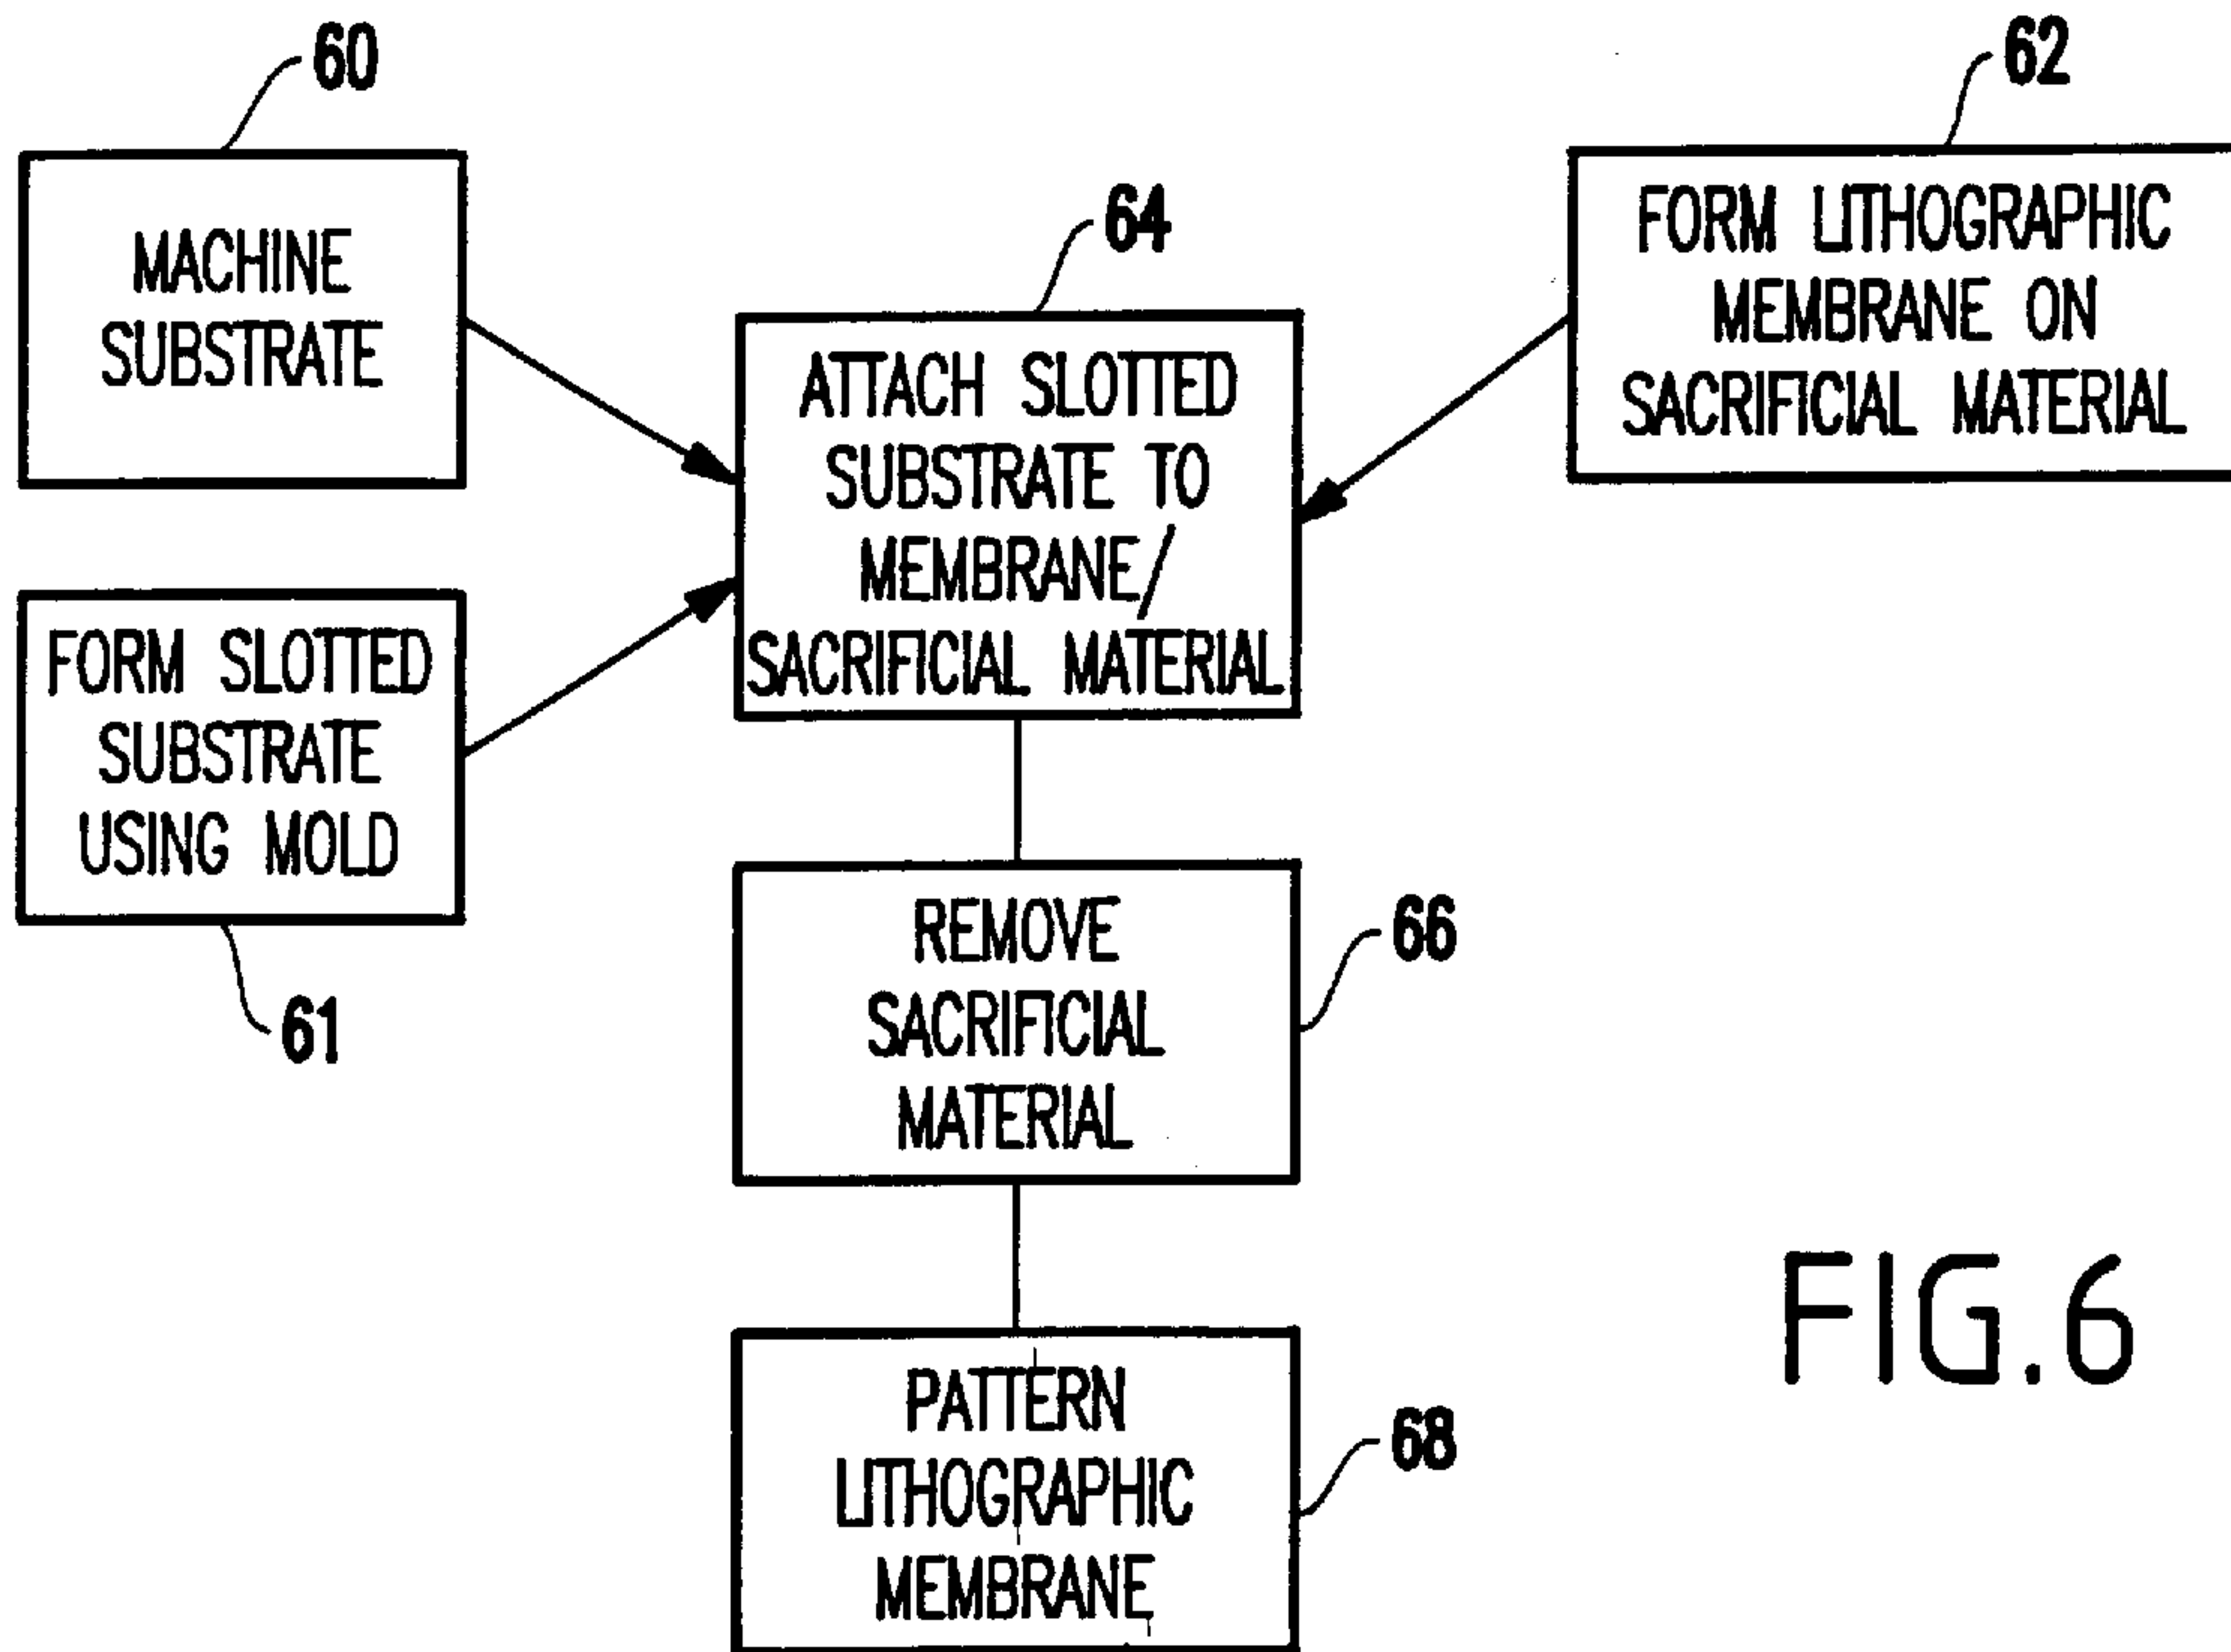 60
MACHINE
SUBSTRATE
62
FORM LITHOGRAPHIC
MEMBRANE ON
SACRIFICIAL MATERIAL
64
ATTACH SLOTTED
SUBSTRATE TO
MEMBRANE/
SACRIFICIAL MATERIAL
FORM SLOTTED
SUBSTRATE
USING MOLD
61
REMOVE
SACRIFICIAL
MATERIAL
66
PATTERN
LITHOGRAPHIC
MEMBRANE
68
FIG.6